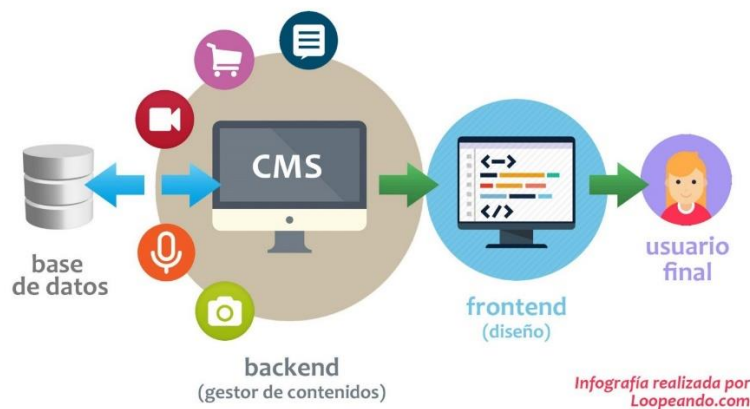 CMS
<-->
</>
base
de datos
backend
(gestor de contenidos)
frontend
(diseño)
usuario
final
Infografía realizada por
Loopeando.com